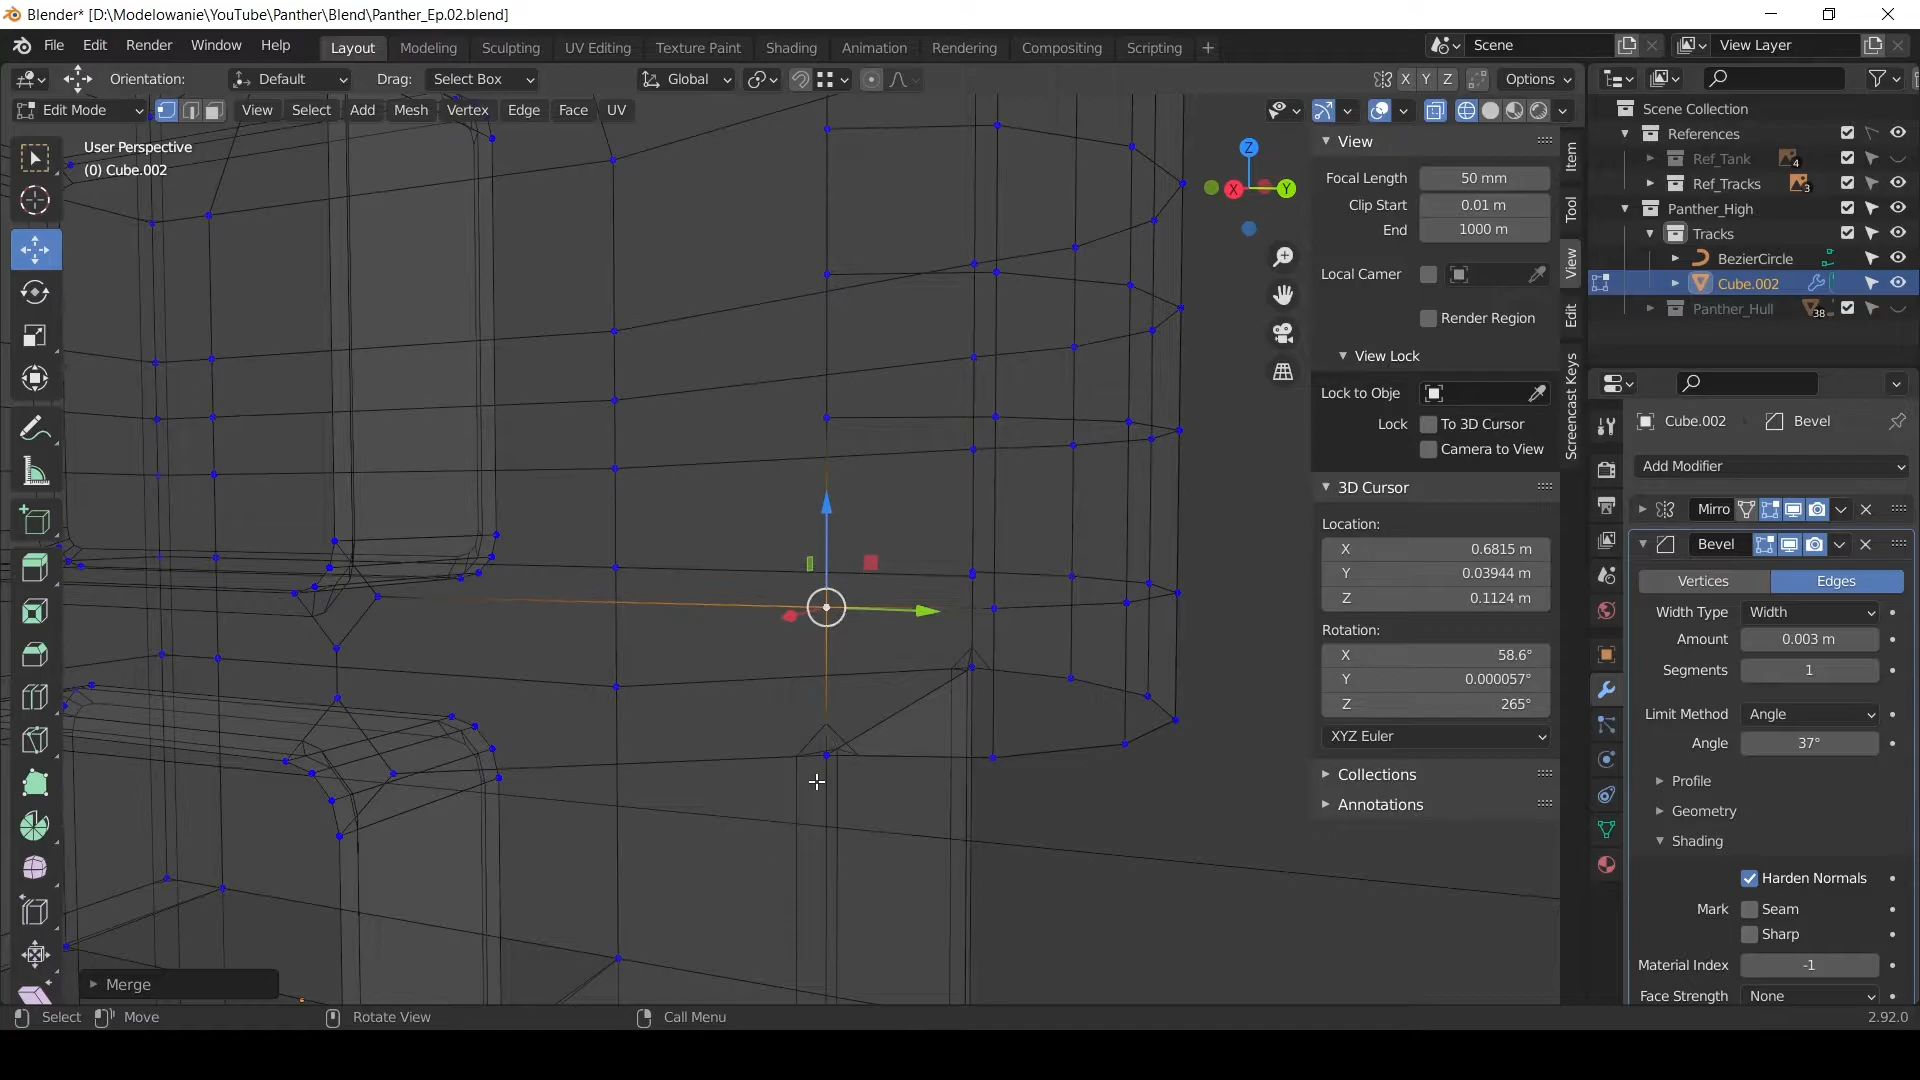 Blender* [D:\Modelowanie\YouTube\Panther\Blend\Panther_Ep.02.blend]
File Edit Render Window Help Layout Modeling Sculpting UV Editing Texture Paint Shading Animation Rendering Compositing Scripting + Scene View Layer
Orientation: Default Drag: Select Box Global X Y Z Options
Edit Mode View Select Add Mesh Vertex Edge Face UV
User Perspective
(0) Cube.002
Z
X
Y
View
Focal Length 50 mm
Clip Start 0.01 m
End 1000 m
Local Camer
Render Region
View Lock
Lock to Obje
Lock To 3D Cursor
Camera to View
3D Cursor
Location:
X 0.6815 m
Y 0.03944 m
Z 0.1124 m
Rotation:
X 58.6°
Y 0.000057°
Z 265°
XYZ Euler
Collections
Annotations
Item
Tool
View
Edit
Screencast Keys
Scene Collection
References
Ref_Tank 4
Ref_Tracks 3
Panther_High
Tracks
BezierCircle
Cube.002
Panther_Hull 38
Cube.002 Bevel
Add Modifier
Mirro
Bevel
Vertices Edges
Width Type Width
Amount 0.003 m
Segments 1
Limit Method Angle
Angle 37°
Profile
Geometry
Shading
Harden Normals
Mark Seam
Sharp
Material Index -1
Face Strength None
Merge
Select Move Rotate View Call Menu 2.92.0